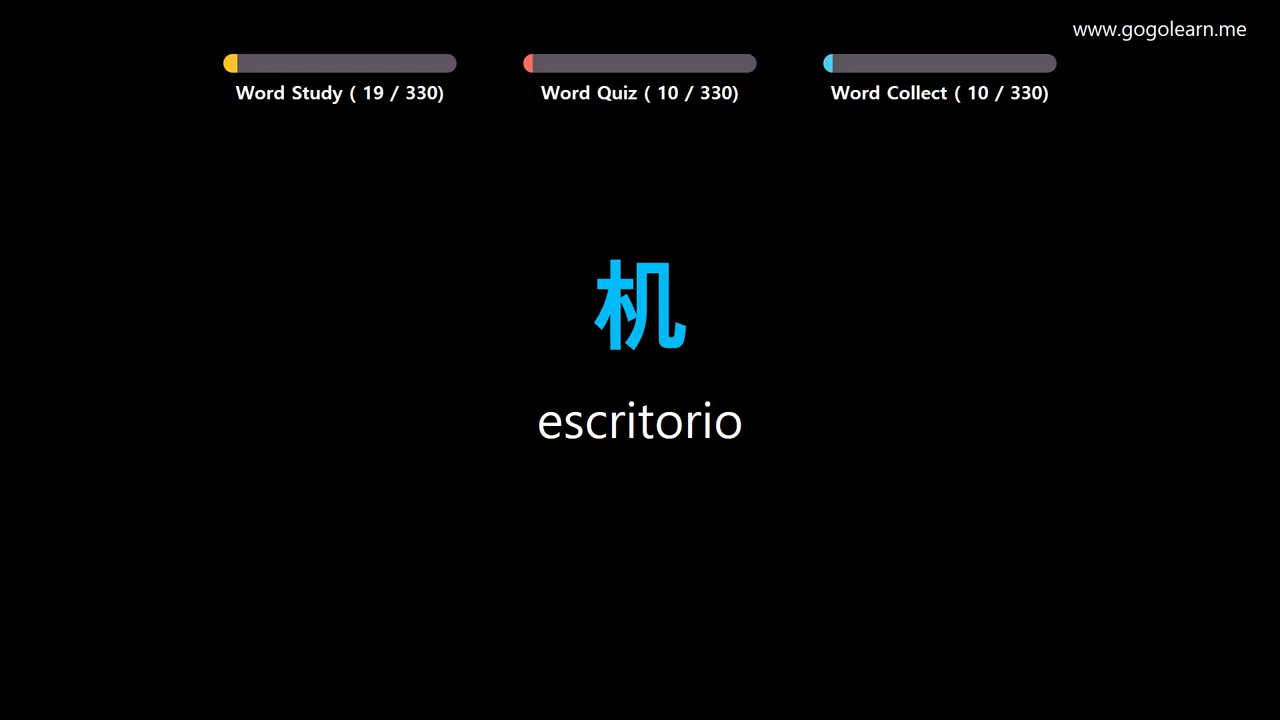 www.gogolearn.me
Word Study ( 19 / 330)
Word Quiz ( 10 / 330)
Word Collect ( 10 / 330)
机
escritorio